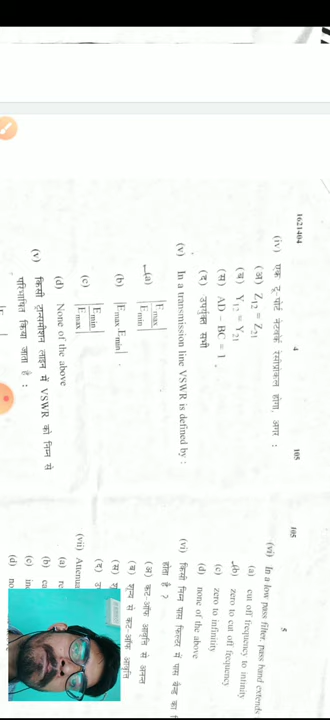 1621404
4
105
(iv) एक टू पोर्ट नेटवर्क रेसीप्रोकल होगा, अगर :
(अ) Z12 = Z21
(ब) Y12 = Y21
(स) AD – BC = 1
(द) उपर्युक्त सभी
(v) In a transmission line VSWR is defined by :
(a) |Emax| / |Emin|
(b) |Emax Emin|
(c) |Emin| / |Emax|
(d) None of the above
(v) किसी ट्रान्समीशन लाइन में VSWR को निम्न से
परिभाषित किया जाता है :
105
5
(vi) In a low pass filter, pass band extends
(a) cut off frequency to infinity
(b) zero to cut off frequency
(c) zero to infinility
(d) none of the above
(vi) किसी निम्न पास फिल्टर में पास बैन्ड का
होता है ?
(अ) कट-ऑफ आवृत्ति से अनन्त
(ब) शून्य से कट-ऑफ आवृत्ति
(स)
(द)
(vii)
(a)
(b)
(c)
(d)